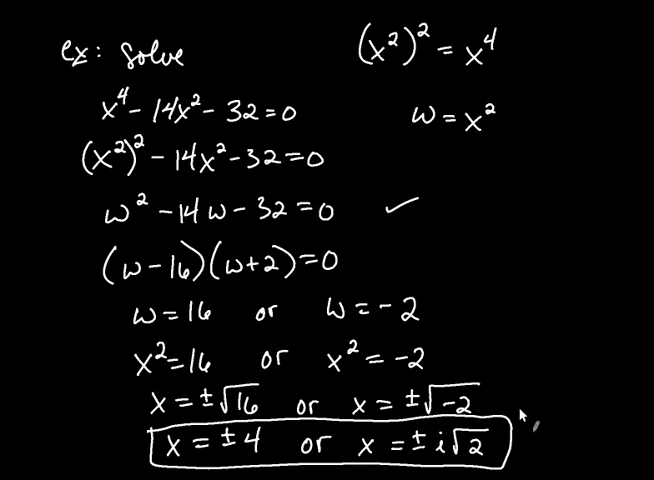 ex: Solve
(x²)² = x⁴
x⁴ - 14x² - 32 = 0
w = x²
(x²)² - 14x² - 32 = 0
w² - 14w - 32 = 0 ✓
(w - 16)(w + 2) = 0
w = 16 or w = -2
x² = 16 or x² = -2
x = ±√16 or x = ±√-2
x = ±4 or x = ±i√2